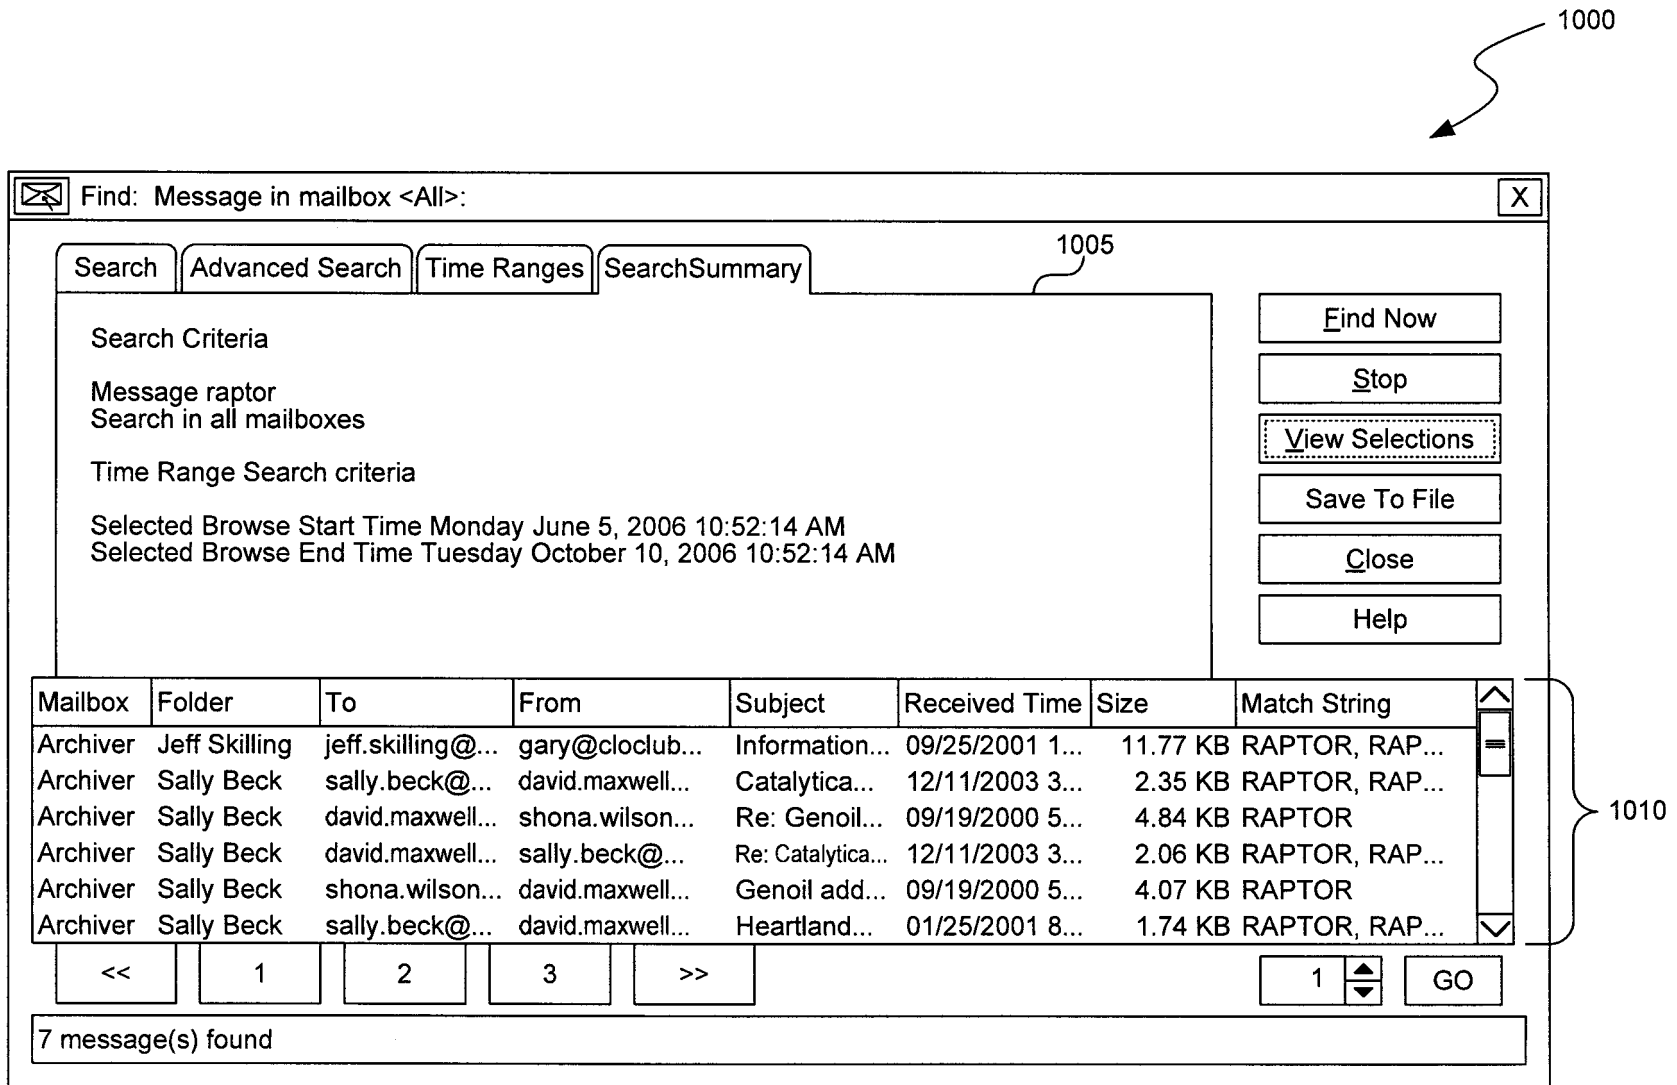 1000
Find: Message in mailbox <All>:
X
Search
Advanced Search
Time Ranges
SearchSummary
1005
Search Criteria
Message raptor
Search in all mailboxes
Time Range Search criteria
Selected Browse Start Time Monday June 5, 2006 10:52:14 AM
Selected Browse End Time Tuesday October 10, 2006 10:52:14 AM
Find Now
Stop
View Selections
Save To File
Close
Help
Mailbox Folder To From Subject Received Time Size Match String
Archiver Jeff Skilling jeff.skilling@... gary@cloclub... Information... 09/25/2001 1... 11.77 KB RAPTOR, RAP...
Archiver Sally Beck sally.beck@... david.maxwell... Catalytica... 12/11/2003 3... 2.35 KB RAPTOR, RAP...
Archiver Sally Beck david.maxwell... shona.wilson... Re: Genoil... 09/19/2000 5... 4.84 KB RAPTOR
Archiver Sally Beck david.maxwell... sally.beck@... Re: Catalytica... 12/11/2003 3... 2.06 KB RAPTOR, RAP...
Archiver Sally Beck shona.wilson... david.maxwell... Genoil add... 09/19/2000 5... 4.07 KB RAPTOR
Archiver Sally Beck sally.beck@... david.maxwell... Heartland... 01/25/2001 8... 1.74 KB RAPTOR, RAP...
1010
<< 1 2 3 >> 1 GO
7 message(s) found